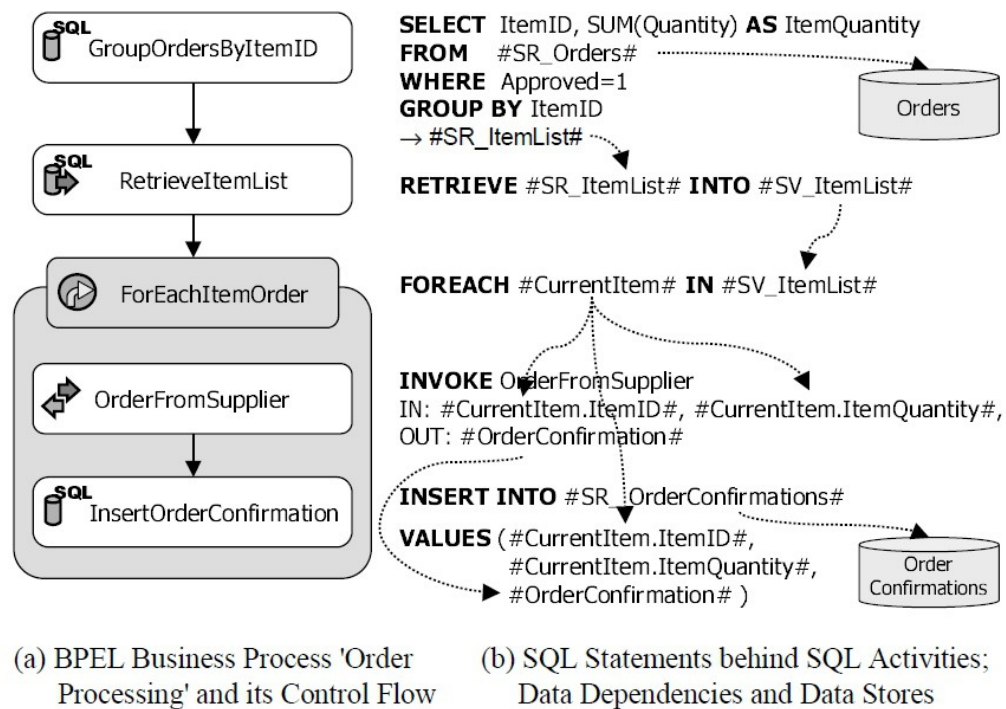 SQL
GroupOrdersByItemID
SQL
RetrieveItemList
ForEachItemOrder
OrderFromSupplier
SQL
InsertOrderConfirmation
SELECT ItemID, SUM(Quantity) AS ItemQuantity
FROM #SR_Orders#
WHERE Approved=1
GROUP BY ItemID
→ #SR_ItemList#
Orders
RETRIEVE #SR_ItemList# INTO #SV_ItemList#
FOREACH #CurrentItem# IN #SV_ItemList#
INVOKE OrderFromSupplier
IN: #CurrentItem.ItemID#, #CurrentItem.ItemQuantity#,
OUT: #OrderConfirmation#
INSERT INTO #SR_OrderConfirmations#
VALUES (#CurrentItem.ItemID#,
#CurrentItem.ItemQuantity#,
#OrderConfirmation# )
Order
Confirmations
(a) BPEL Business Process 'Order
Processing' and its Control Flow
(b) SQL Statements behind SQL Activities;
Data Dependencies and Data Stores